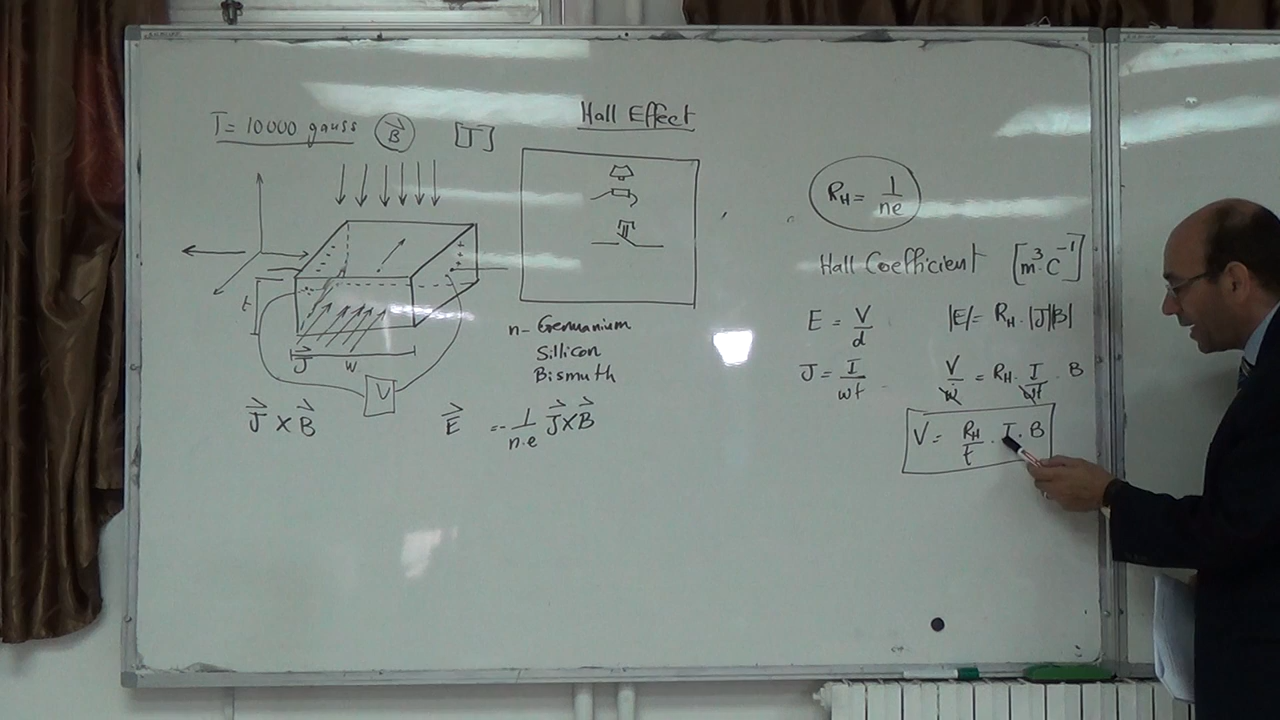 Hall Effect
T = 10000 gauss B⃗ [T]
t
J⃗ w
V
J⃗ × B⃗
E⃗ = - 1/n.e J⃗ × B⃗
n- Germanium
Sillicon
Bismuth
R_H = 1/ne
Hall Coefficient [m³.C⁻¹]
E = V/d |E| = R_H . |J||B|
J = I/wt V/w = R_H . I/wt . B
V = R_H/t . I . B